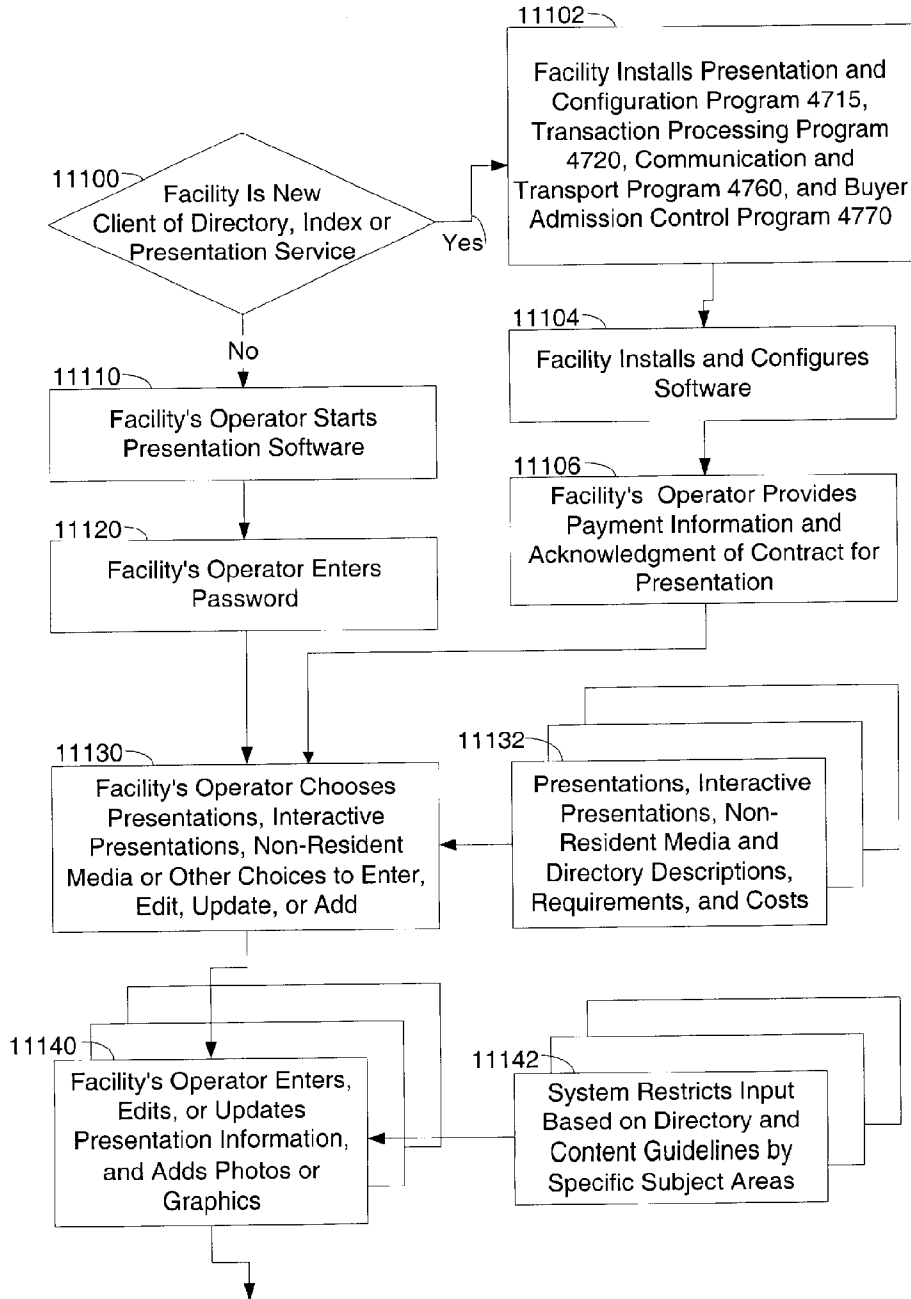 11102
Facility Installs Presentation and
Configuration Program 4715,
Transaction Processing Program
4720, Communication and
Transport Program 4760, and Buyer
Admission Control Program 4770
11100
Facility Is New
Client of Directory, Index or
Presentation Service
Yes
No
11104
Facility Installs and Configures
Software
11110
Facility's Operator Starts
Presentation Software
11106
Facility's Operator Provides
Payment Information and
Acknowledgment of Contract for
Presentation
11120
Facility's Operator Enters
Password
11130
Facility's Operator Chooses
Presentations, Interactive
Presentations, Non-Resident
Media or Other Choices to Enter,
Edit, Update, or Add
11132
Presentations, Interactive
Presentations, Non-
Resident Media and
Directory Descriptions,
Requirements, and Costs
11140
Facility's Operator Enters,
Edits, or Updates
Presentation Information,
and Adds Photos or
Graphics
11142
System Restricts Input
Based on Directory and
Content Guidelines by
Specific Subject Areas